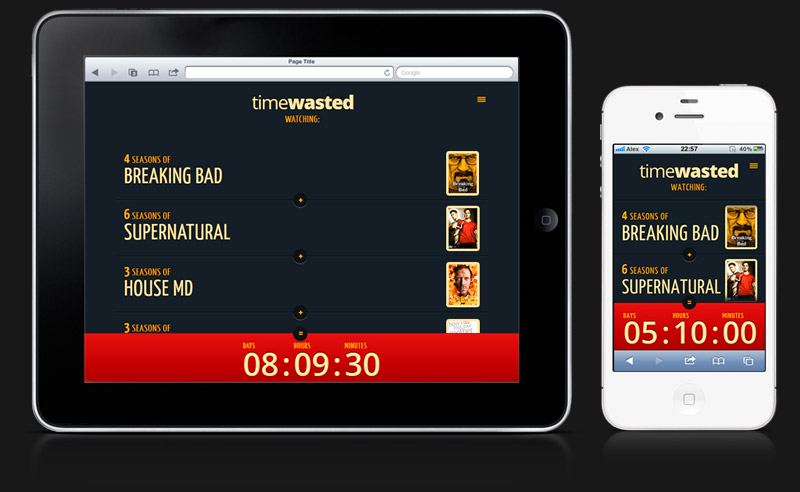 Page Title
Google
timewasted
WATCHING:
4 SEASONS OF
BREAKING BAD
Breaking
Bad
+
6 SEASONS OF
SUPERNATURAL
+
3 SEASONS OF
HOUSE MD
+
3 SEASONS OF
=
DAYS HOURS MINUTES
08:09:30
Alex 22:57 40%
timewasted
WATCHING:
4 SEASONS OF
BREAKING BAD
Breaking
Bad
+
6 SEASONS OF
SUPERNATURAL
=
DAYS HOURS MINUTES
05:10:00